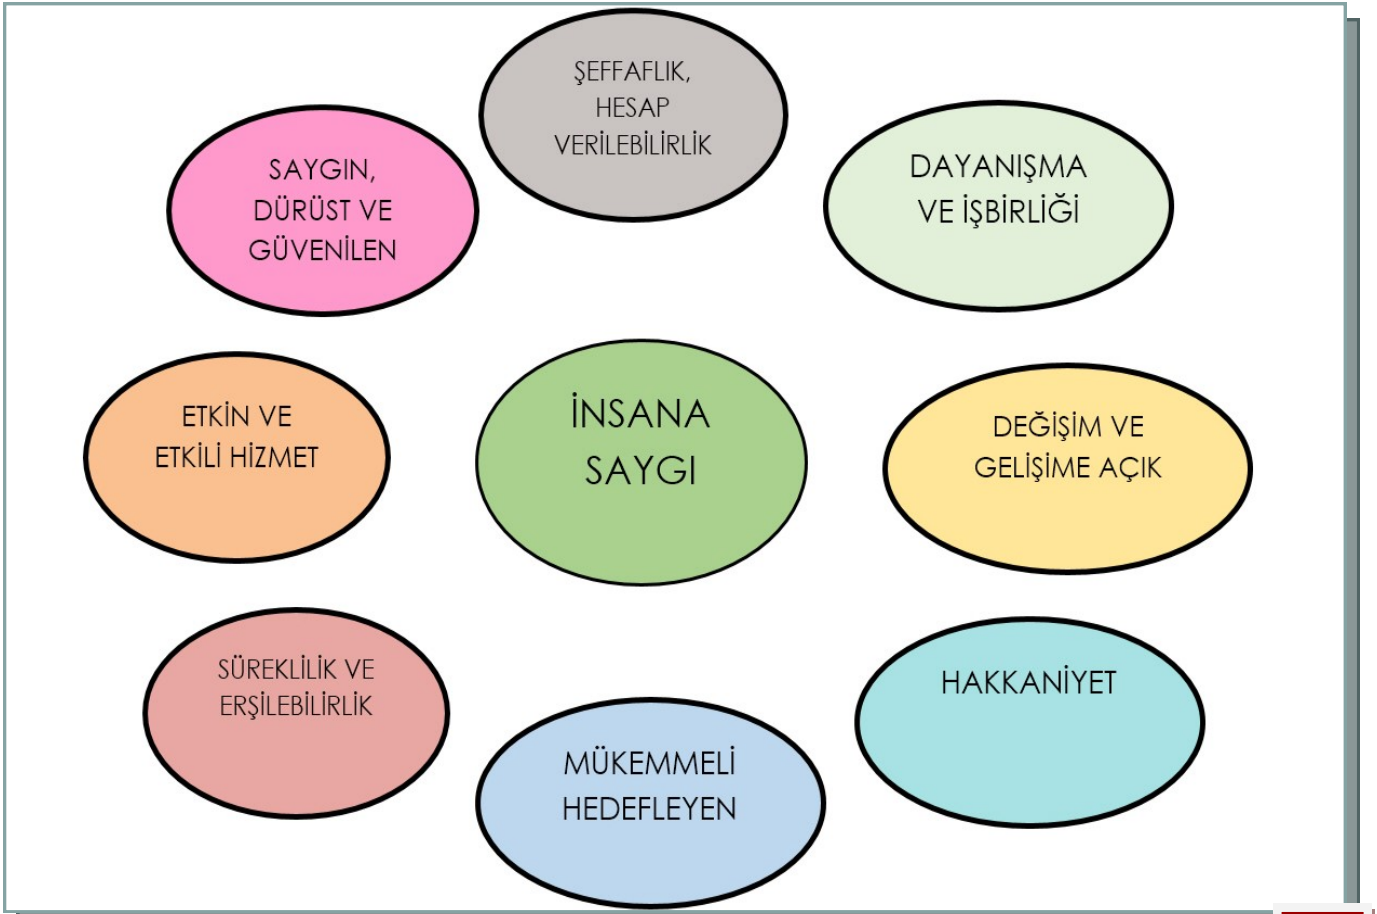 ŞEFFAFLIK,
HESAP
VERİLEBİLİRLİK
SAYGIN,
DÜRÜST VE
GÜVENİLEN
DAYANIŞMA
VE İŞBİRLİĞİ
ETKİN VE
ETKİLİ HİZMET
İNSANA
SAYGI
DEĞİŞİM VE
GELİŞİME AÇIK
SÜREKLİLİK VE
ERŞİLEBİLİRLİK
MÜKEMMELİ
HEDEFLEYEN
HAKKANİYET